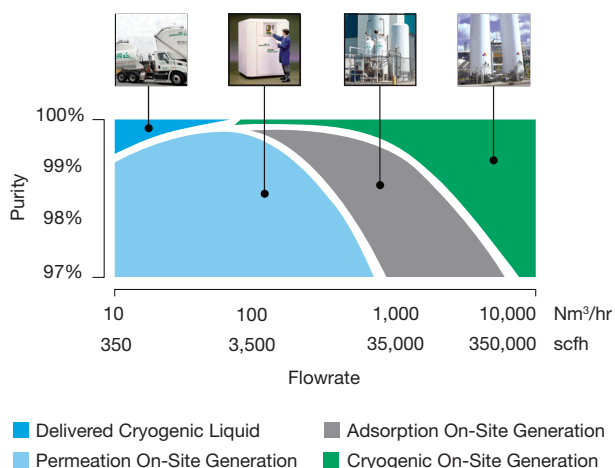 100%
99%
98%
97%
Purity
10 100 1,000 10,000 Nm³/hr
350 3,500 35,000 350,000 scfh
Flowrate
Delivered Cryogenic Liquid Adsorption On-Site Generation
Permeation On-Site Generation Cryogenic On-Site Generation